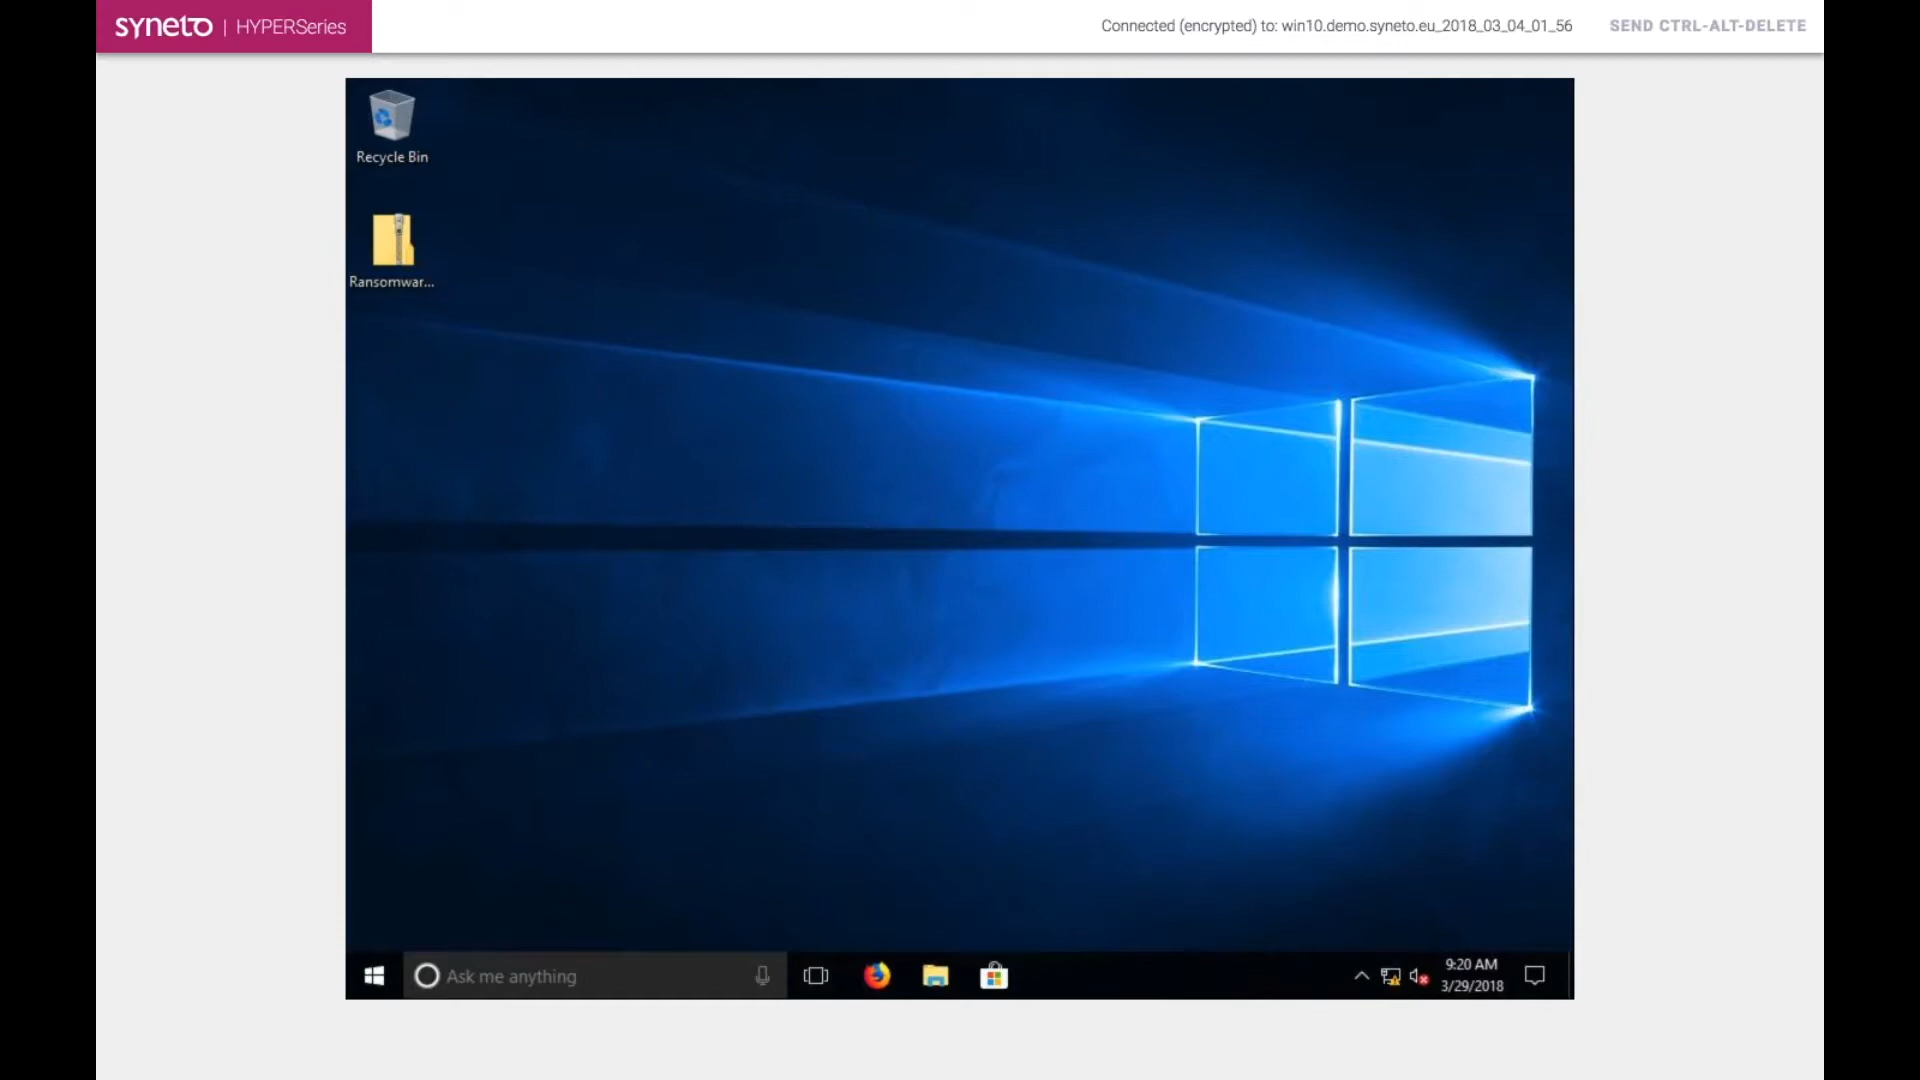 syneto | HYPERSeries
Connected (encrypted) to: win10.demo.syneto.eu_2018_03_04_01_56
SEND CTRL-ALT-DELETE
Recycle Bin
Ransomwar...
Ask me anything
9:20 AM
3/29/2018